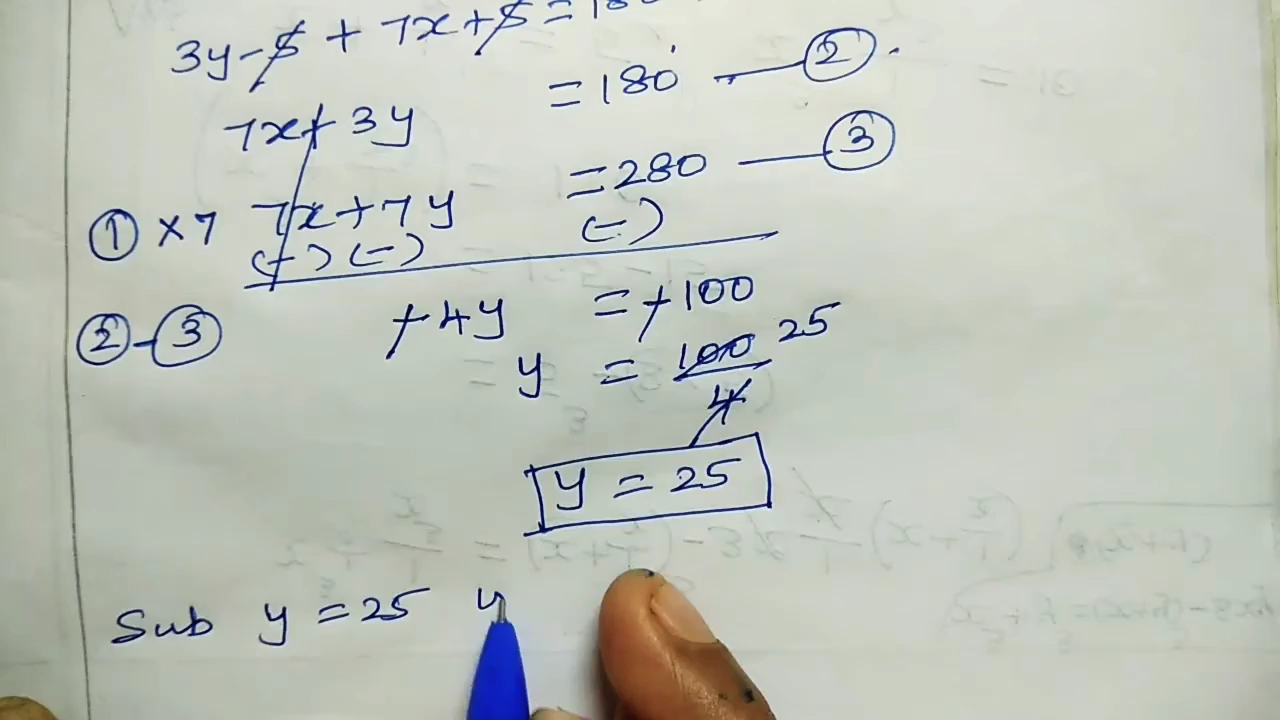 3y-5 + 7x+5 = 180
7x+3y = 180 — ②
① × 7 7x+7y = 280 — ③
(-) (-) (-)
② - ③ -4y = -100
y = 100/4 25
y = 25
Sub y = 25